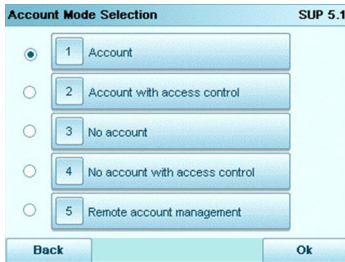 Account Mode Selection SUP 5.1
1 Account
2 Account with access control
3 No account
4 No account with access control
5 Remote account management
Back Ok